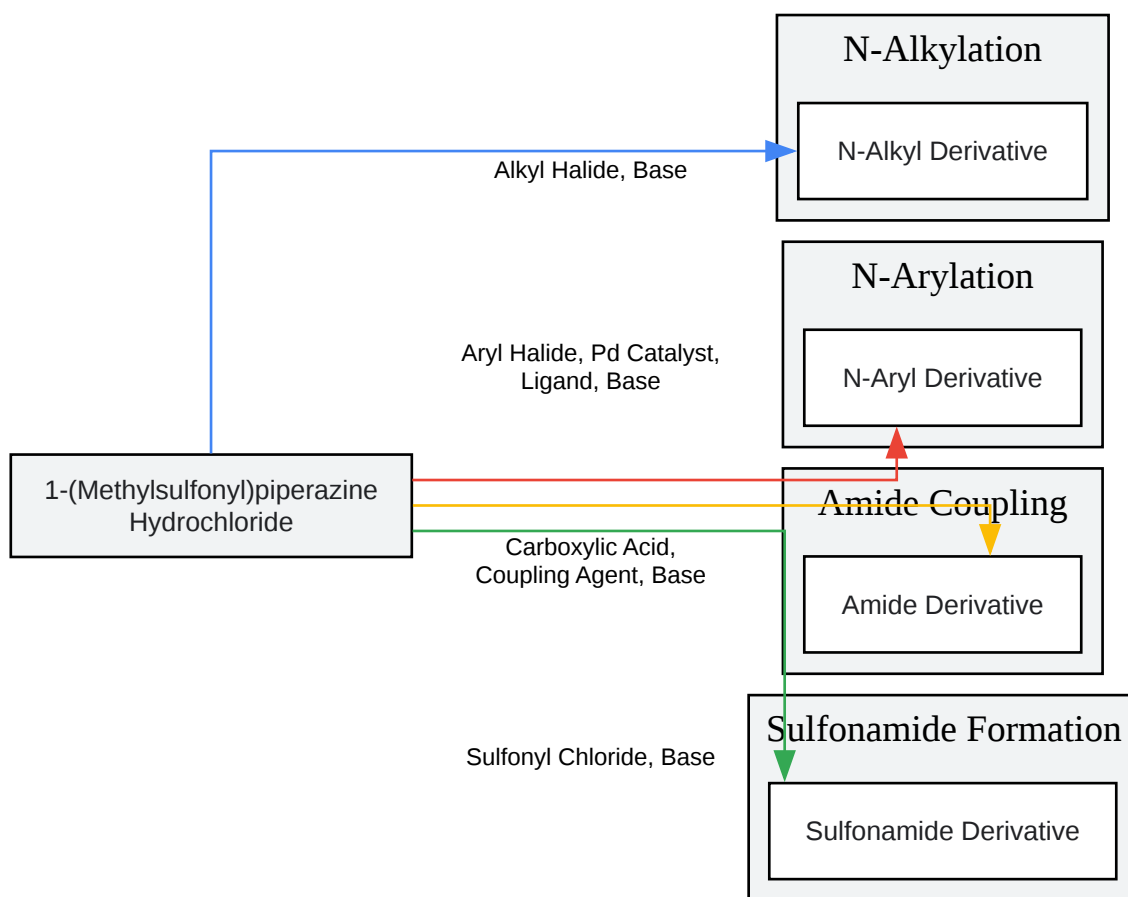 N-Alkylation
N-Alkyl Derivative
Alkyl Halide, Base
N-Arylation
Aryl Halide, Pd Catalyst,
Ligand, Base
N-Aryl Derivative
1-(Methylsulfonyl)piperazine
Hydrochloride
Amide Coupling
Carboxylic Acid,
Coupling Agent, Base
Amide Derivative
Sulfonamide Formation
Sulfonyl Chloride, Base
Sulfonamide Derivative